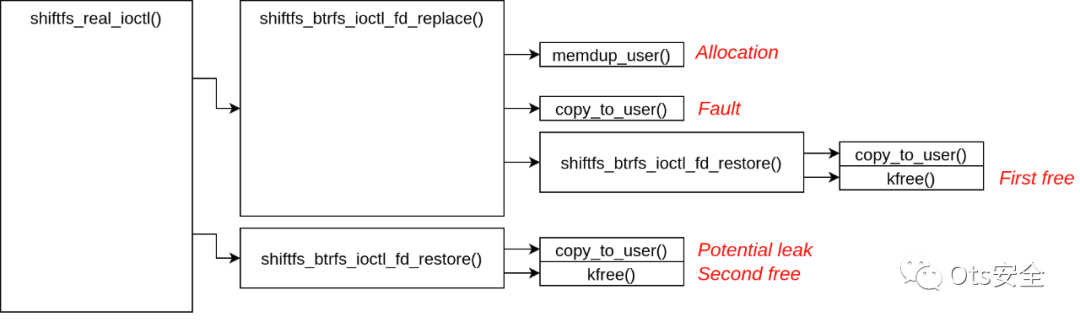 shiftfs_real_ioctl()
shiftfs_btrfs_ioctl_fd_replace()
memdup_user()
Allocation
copy_to_user()
Fault
shiftfs_btrfs_ioctl_fd_restore()
copy_to_user()
kfree()
First free
shiftfs_btrfs_ioctl_fd_restore()
copy_to_user()
Potential leak
kfree()
Second free
Ots安全